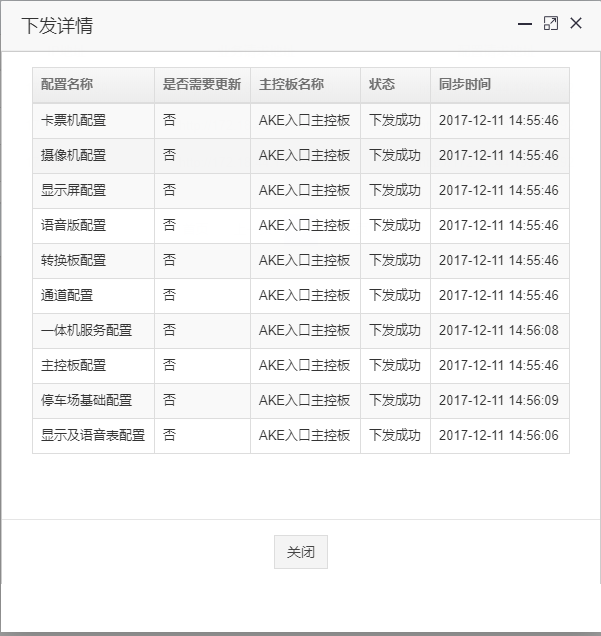 下发详情
配置名称 是否需要更新 主控板名称 状态 同步时间
卡票机配置 否 AKE入口主控板 下发成功 2017-12-11 14:55:46
摄像机配置 否 AKE入口主控板 下发成功 2017-12-11 14:55:46
显示屏配置 否 AKE入口主控板 下发成功 2017-12-11 14:55:46
语音版配置 否 AKE入口主控板 下发成功 2017-12-11 14:55:46
转换板配置 否 AKE入口主控板 下发成功 2017-12-11 14:55:46
通道配置 否 AKE入口主控板 下发成功 2017-12-11 14:55:46
一体机服务配置 否 AKE入口主控板 下发成功 2017-12-11 14:56:08
主控板配置 否 AKE入口主控板 下发成功 2017-12-11 14:55:46
停车场基础配置 否 AKE入口主控板 下发成功 2017-12-11 14:56:09
显示及语音表配置 否 AKE入口主控板 下发成功 2017-12-11 14:56:06
关闭